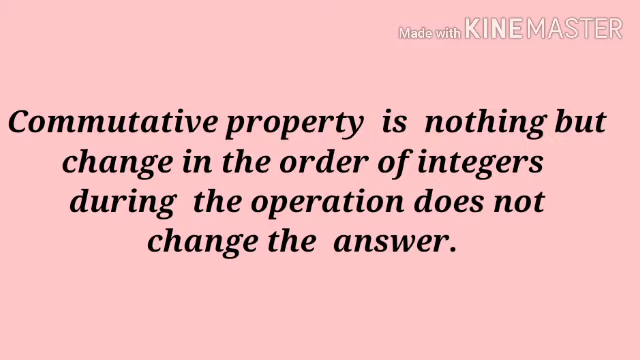 Made with KINEMASTER
Commutative property is nothing but
change in the order of integers
during the operation does not
change the answer.